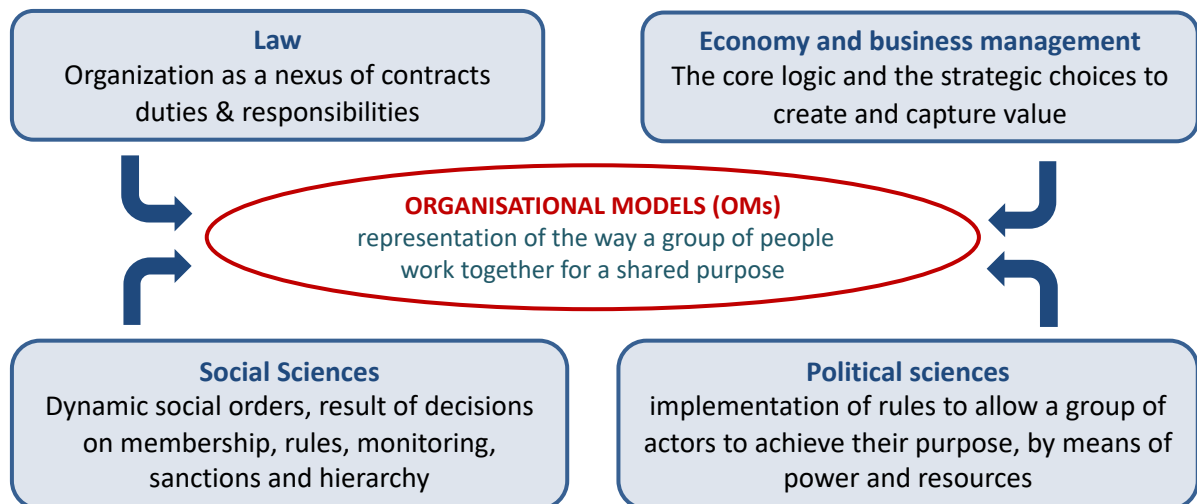 Law
Organization as a nexus of contracts
duties & responsibilities
Economy and business management
The core logic and the strategic choices to
create and capture value
ORGANISATIONAL MODELS (OMs)
representation of the way a group of people
work together for a shared purpose
Social Sciences
Dynamic social orders, result of decisions
on membership, rules, monitoring,
sanctions and hierarchy
Political sciences
implementation of rules to allow a group of
actors to achieve their purpose, by means of
power and resources